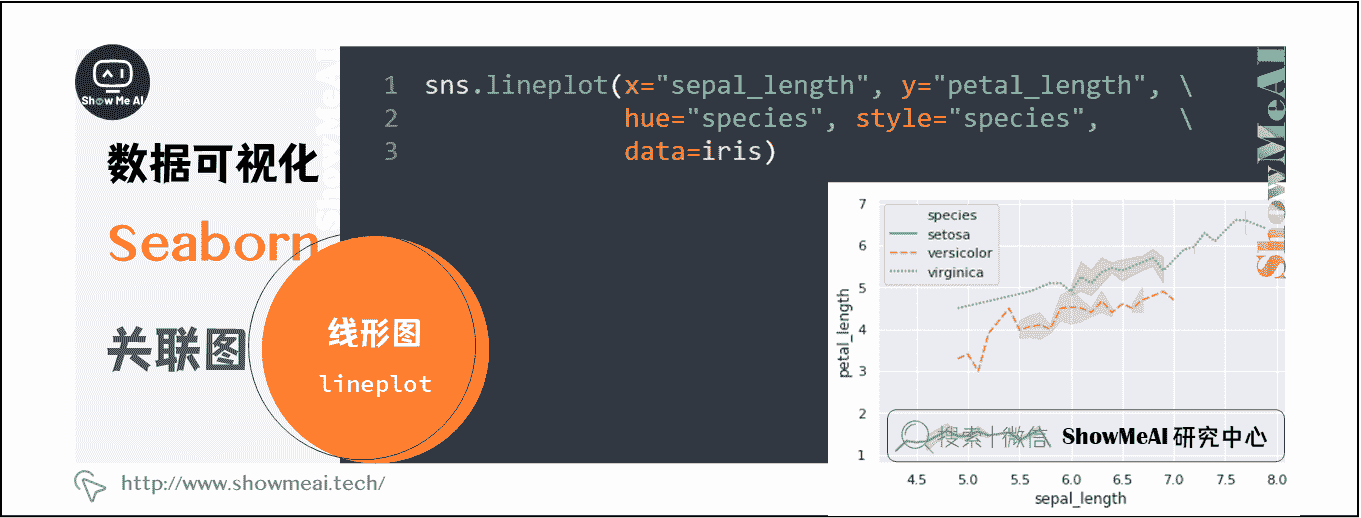 Show Me AI
数据可视化
Seaborn
关联图
线形图
lineplot
http://www.showmeai.tech/
1 sns.lineplot(x="sepal_length", y="petal_length", \
2 hue="species", style="species", \
3 data=iris)
ShowMeAI
ShowMeAI
species
setosa
versicolor
virginica
7
6
5
4
3
2
1
petal_length
搜索|微信 ShowMeAI 研究中心
4.5 5.0 5.5 6.0 6.5 7.0 7.5 8.0
sepal_length